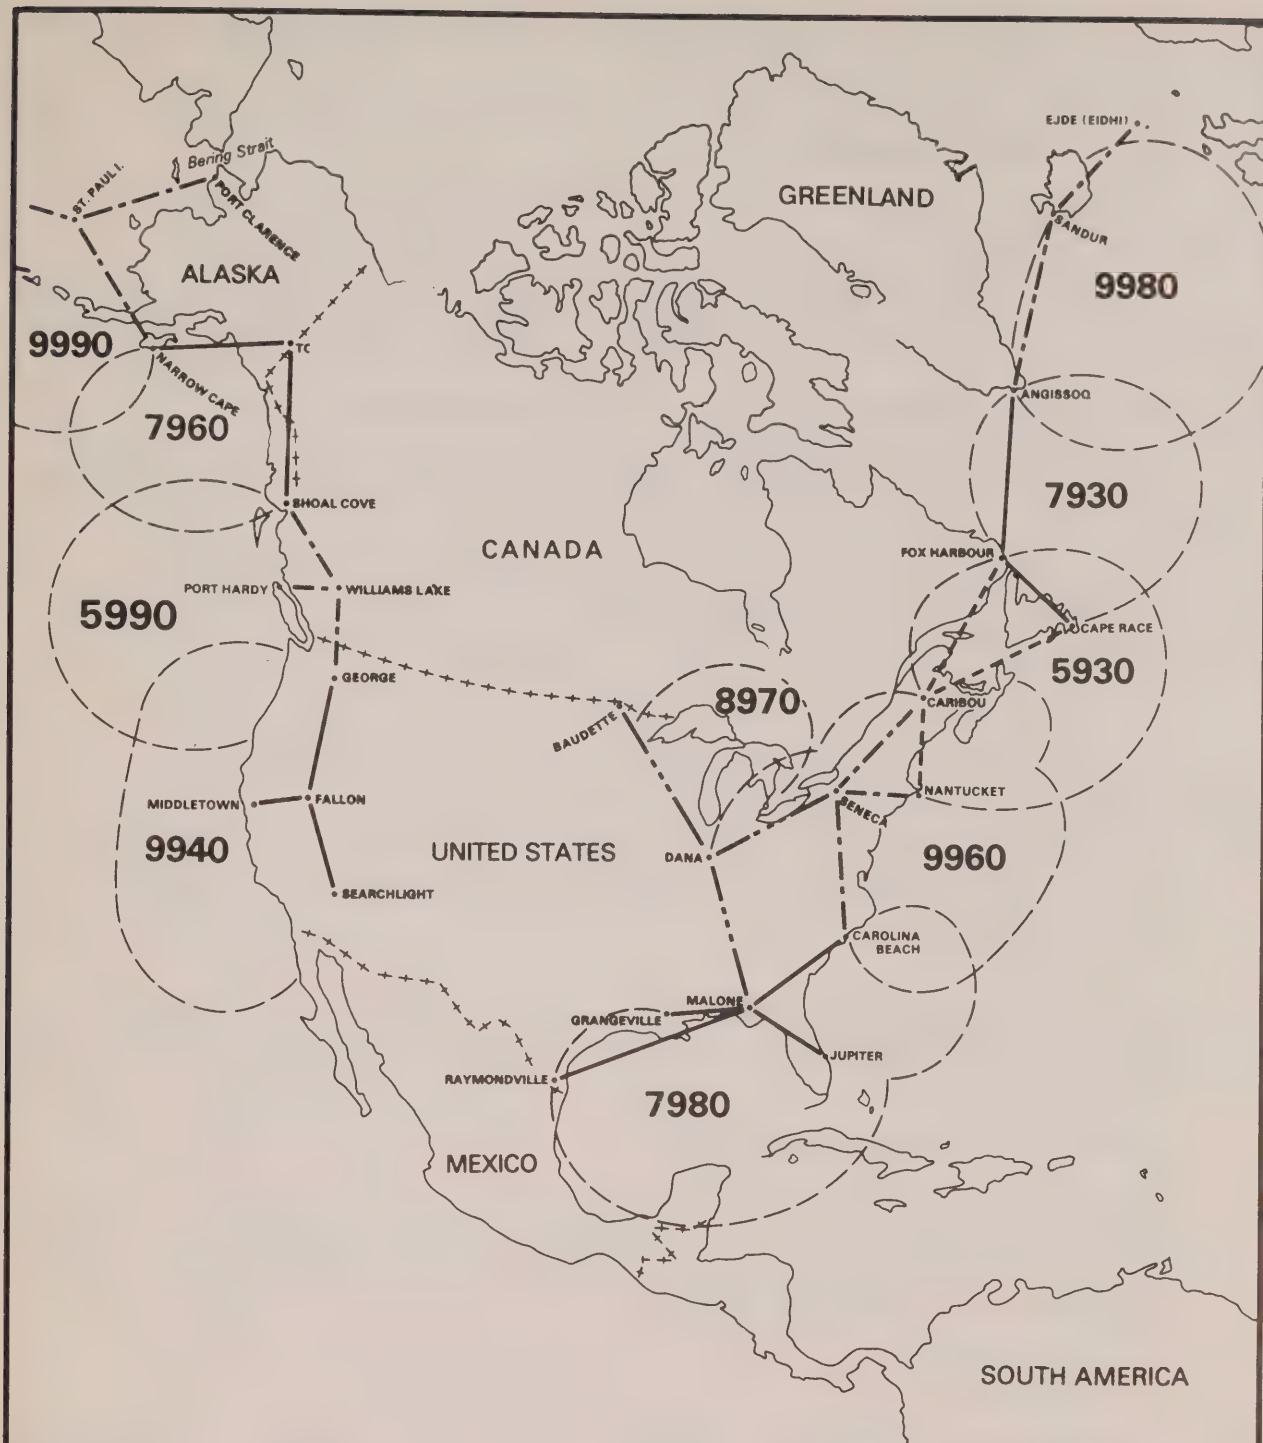 EJDE (EIDHI)
Bering Strait
ST. PAUL I.
PORT CLARENCE
GREENLAND
SANDUR
ALASKA
9980
9990
TC
NARROW CAPE
ANGISSOQ
7960
7930
SHOAL COVE
CANADA
FOX HARBOUR
PORT HARDY
WILLIAMS LAKE
5990
CAPE RACE
GEORGE
5930
8970
CARIBOU
BAUDETTE
MIDDLETOWN
FALLON
NANTUCKET
SENECA
9940
UNITED STATES
DANA
9960
SEARCHLIGHT
CAROLINA
BEACH
MALONE
GRANGEVILLE
JUPITER
RAYMONDVILLE
7980
MEXICO
SOUTH AMERICA